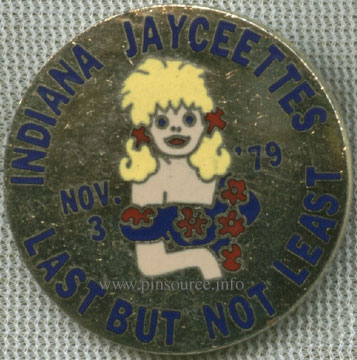 INDIANA JAYCEETTES
NOV.
3
'79
LAST BUT NOT LEAST
www.pinsource.info